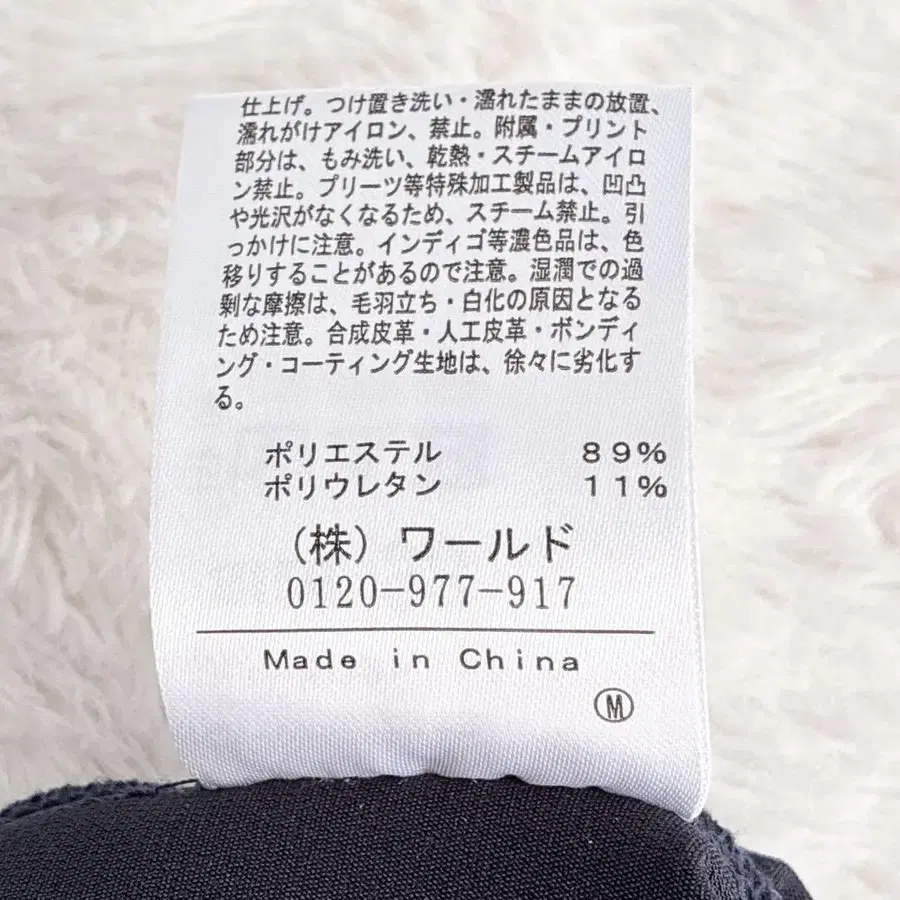 仕上げ。つけ置き洗い・濡れたままの放置、
濡れがけアイロン、禁止。附属・プリント
部分は、もみ洗い、乾熱・スチームアイロ
ン禁止。プリーツ等特殊加工製品は、凹凸
や光沢がなくなるため、スチーム禁止。引
っかけに注意。インディゴ等濃色品は、色
移りすることがあるので注意。湿潤での過
剰な摩擦は、毛羽立ち・白化の原因となる
ため注意。合成皮革・人工皮革・ボンディ
ング・コーティング生地は、徐々に劣化す
る。
ポリエステル 89%
ポリウレタン 11%
(株) ワールド
0120-977-917
Made in China
M